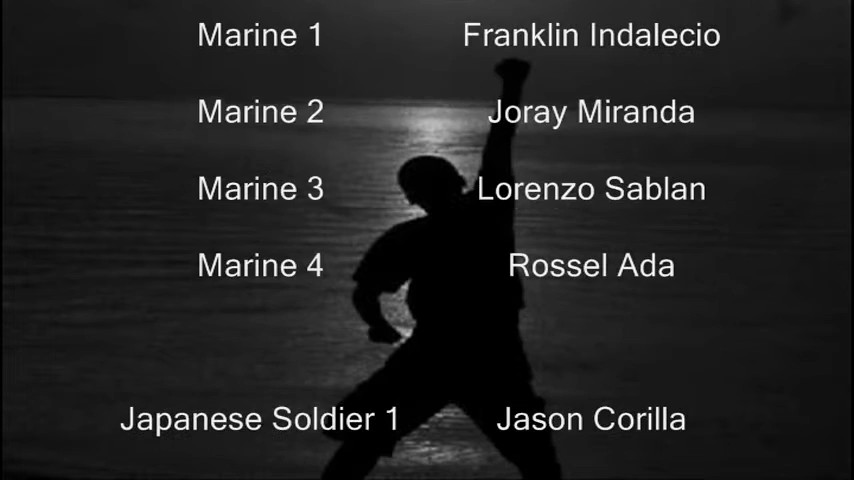 Marine 1 Franklin Indalecio
Marine 2 Joray Miranda
Marine 3 Lorenzo Sablan
Marine 4 Rossel Ada
Japanese Soldier 1 Jason Corilla